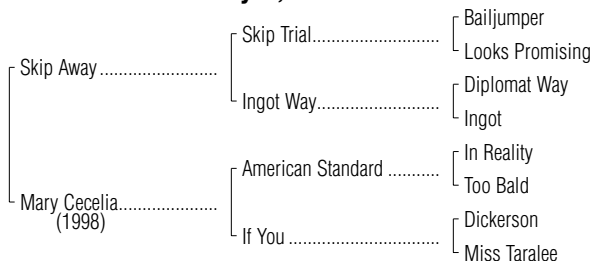 Bailjumper
Skip Trial
Looks Promising
Skip Away
Diplomat Way
Ingot Way
Ingot
In Reality
American Standard
Too Bald
Mary Cecelia
(1998)
Dickerson
If You
Miss Taralee